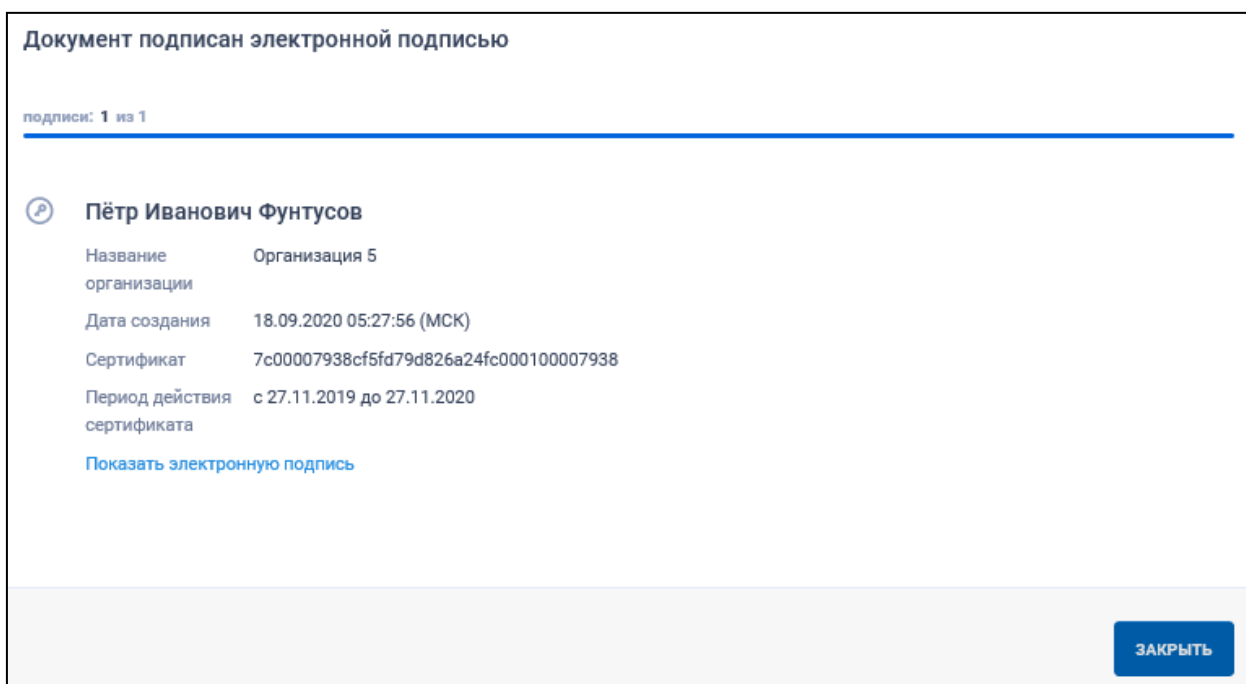 Документ подписан электронной подписью
подписи: 1 из 1
Пётр Иванович Фунтусов
Название Организация 5
организации
Дата создания 18.09.2020 05:27:56 (МСК)
Сертификат 7c00007938cf5fd79d826a24fc000100007938
Период действия с 27.11.2019 до 27.11.2020
сертификата
Показать электронную подпись
ЗАКРЫТЬ